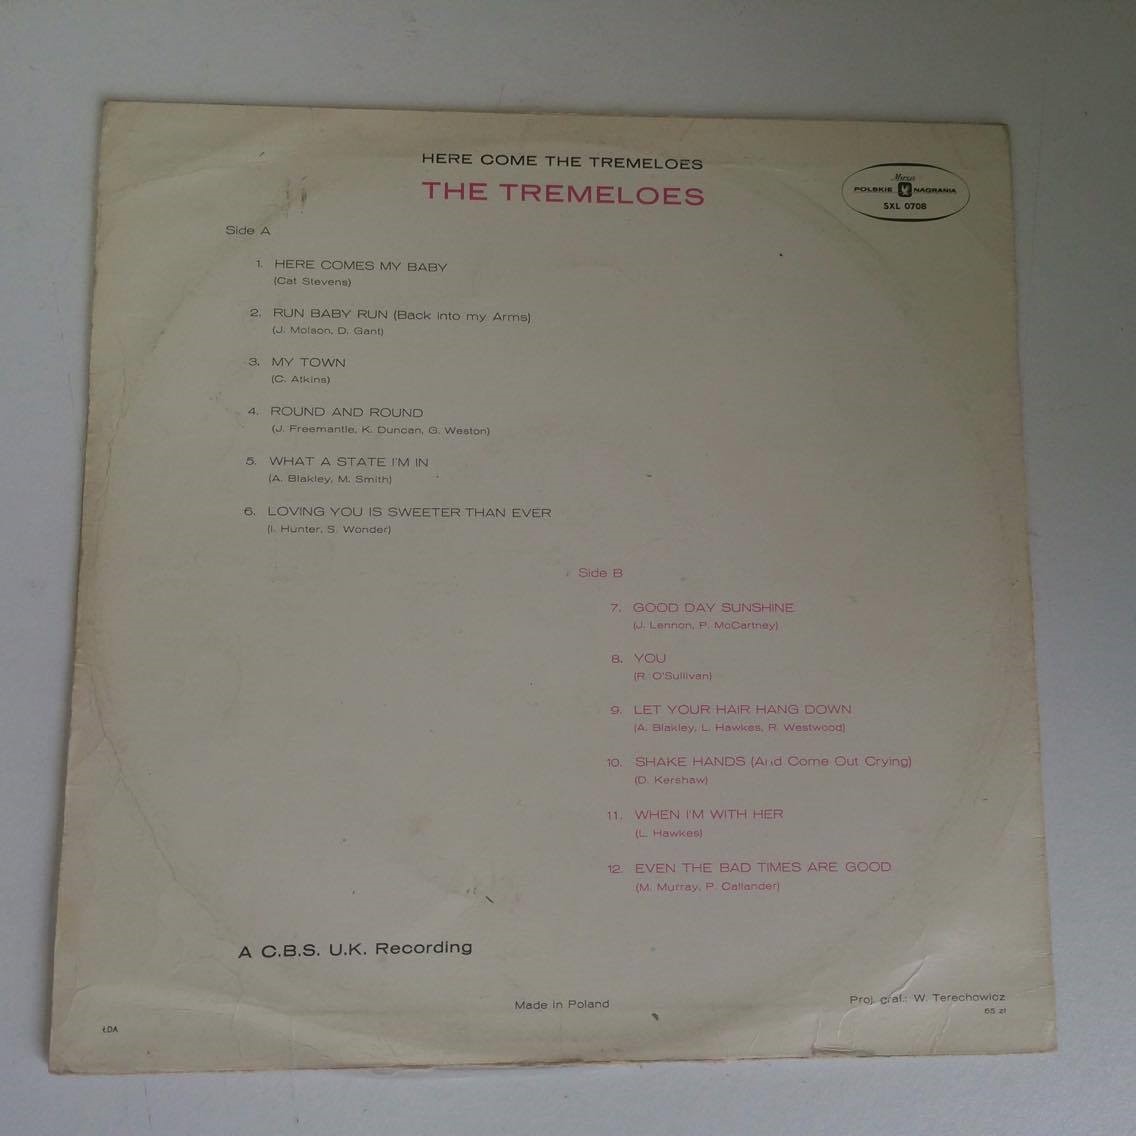 HERE COME THE TREMELOES
THE TREMELOES
Muza
POLSKIE NAGRANIA
SXL 0708
Side A
1. HERE COMES MY BABY
(Cat Stevens)
2. RUN BABY RUN (Back into my Arms)
(J. Molson, D. Gant)
3. MY TOWN
(C. Atkins)
4. ROUND AND ROUND
(J. Freemantle, K. Duncan, G. Weston)
5. WHAT A STATE I'M IN
(A. Blakley, M. Smith)
6. LOVING YOU IS SWEETER THAN EVER
(I. Hunter, S. Wonder)
Side B
7. GOOD DAY SUNSHINE
(J. Lennon, P. McCartney)
8. YOU
(R. O'Sullivan)
9. LET YOUR HAIR HANG DOWN
(A. Blakley, L. Hawkes, R. Westwood)
10. SHAKE HANDS (And Come Out Crying)
(D. Kershaw)
11. WHEN I'M WITH HER
(L. Hawkes)
12. EVEN THE BAD TIMES ARE GOOD
(M. Murray, P. Callander)
A C.B.S. U.K. Recording
Made in Poland
Proj. graf.: W. Terechowicz
65 zł
ŁDA